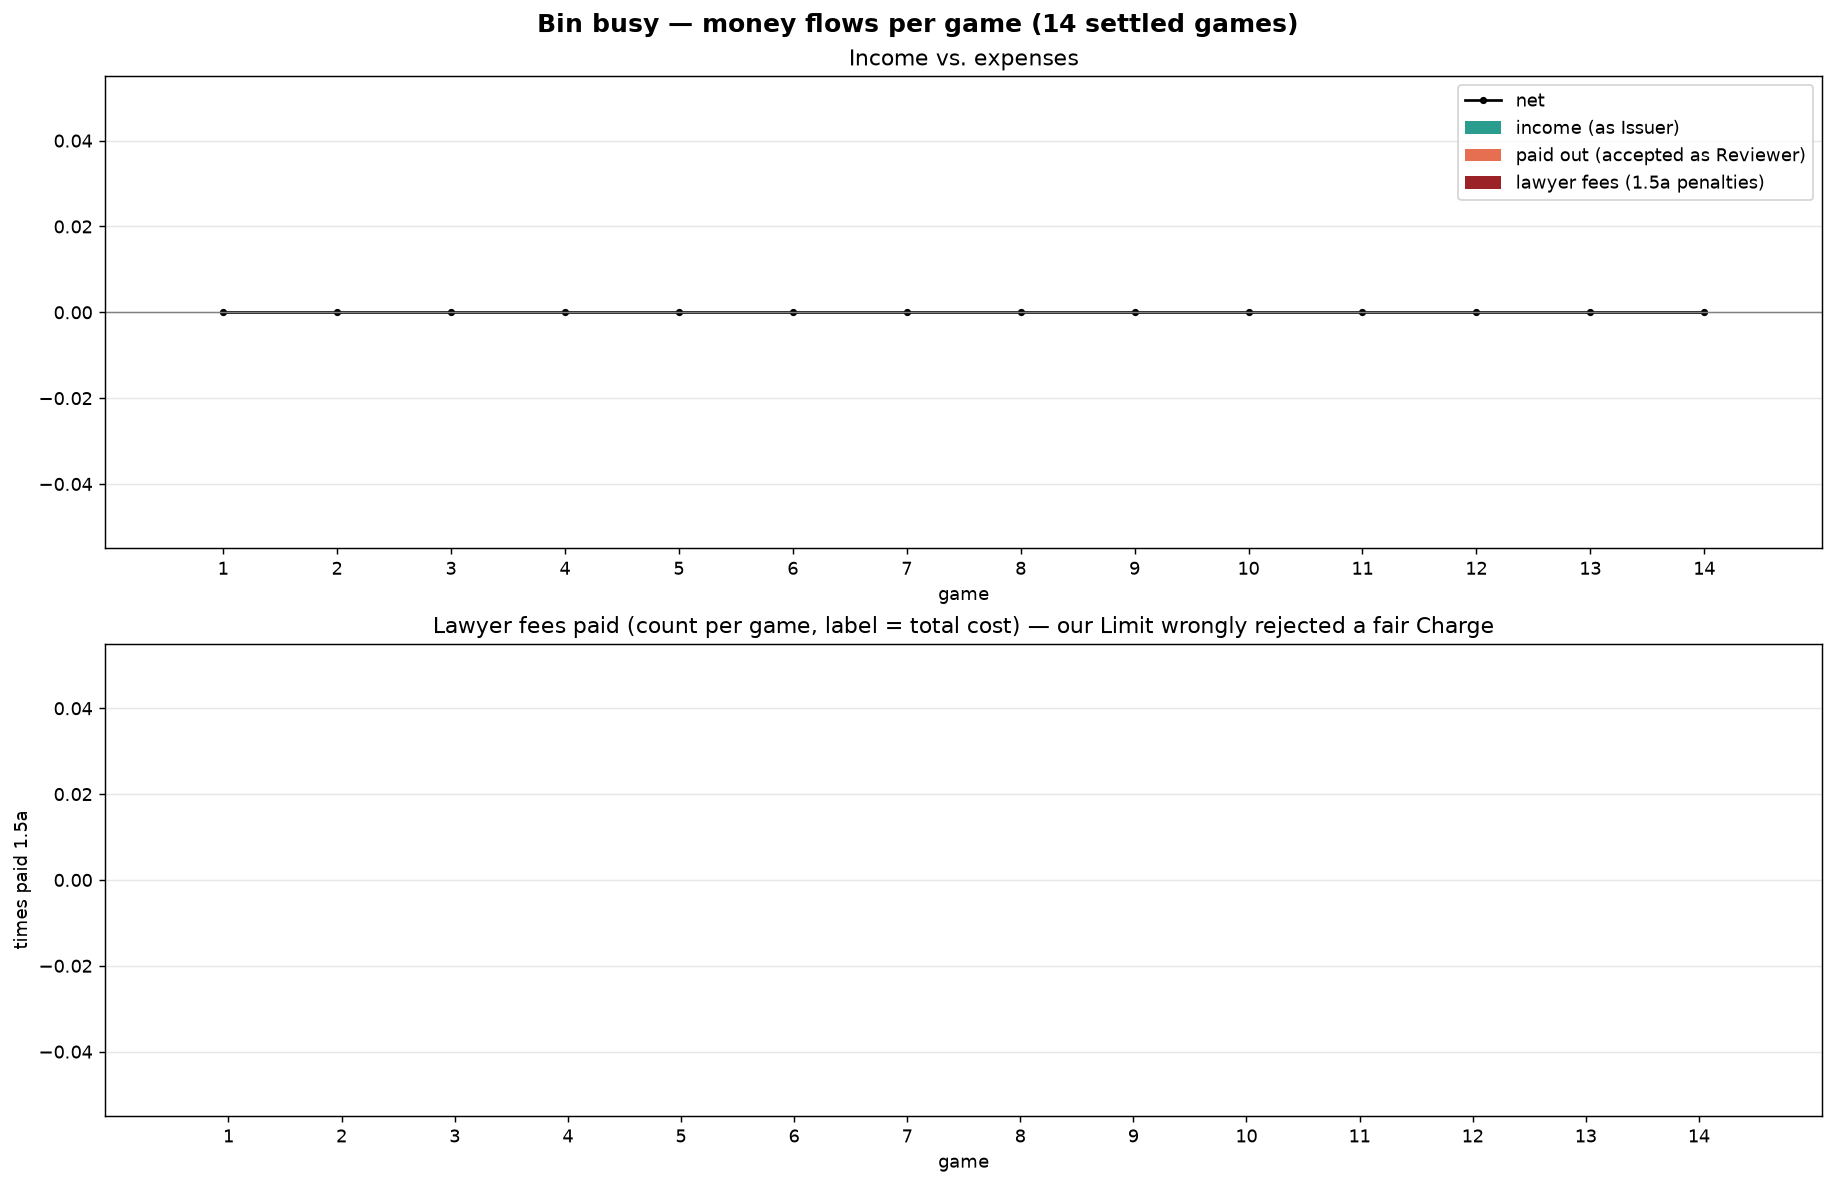 Bin busy — money flows per game (14 settled games)
Income vs. expenses
net
income (as Issuer)
paid out (accepted as Reviewer)
lawyer fees (1.5a penalties)
0.04
0.02
0.00
−0.02
−0.04
1 2 3 4 5 6 7 8 9 10 11 12 13 14
game
Lawyer fees paid (count per game, label = total cost) — our Limit wrongly rejected a fair Charge
times paid 1.5a
0.04
0.02
0.00
−0.02
−0.04
1 2 3 4 5 6 7 8 9 10 11 12 13 14
game